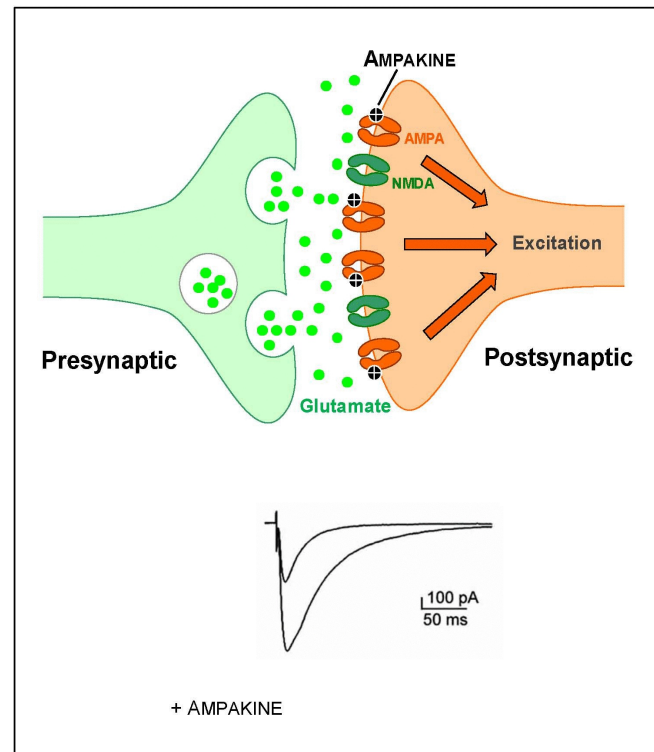 AMPAKINE
AMPA
NMDA
Excitation
Presynaptic
Postsynaptic
Glutamate
100 pA
50 ms
+ AMPAKINE